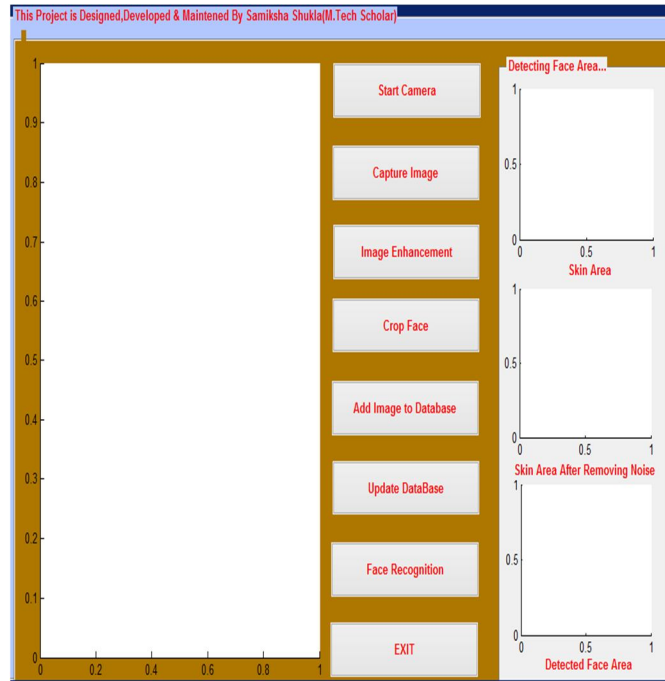 This Project is Designed,Developed & Maintened By Samiksha Shukla(M.Tech Scholar)
1
0.9
0.8
0.7
0.6
0.5
0.4
0.3
0.2
0.1
0
0
0.2
0.4
0.6
0.8
1
Start Camera
Capture Image
Image Enhancement
Crop Face
Add Image to Database
Update DataBase
Face Recognition
EXIT
Detecting Face Area...
1
0.5
0
0
0.5
1
Skin Area
1
0.5
0
0
0.5
1
Skin Area After Removing Noise
1
0.5
0
0
0.5
1
Detected Face Area